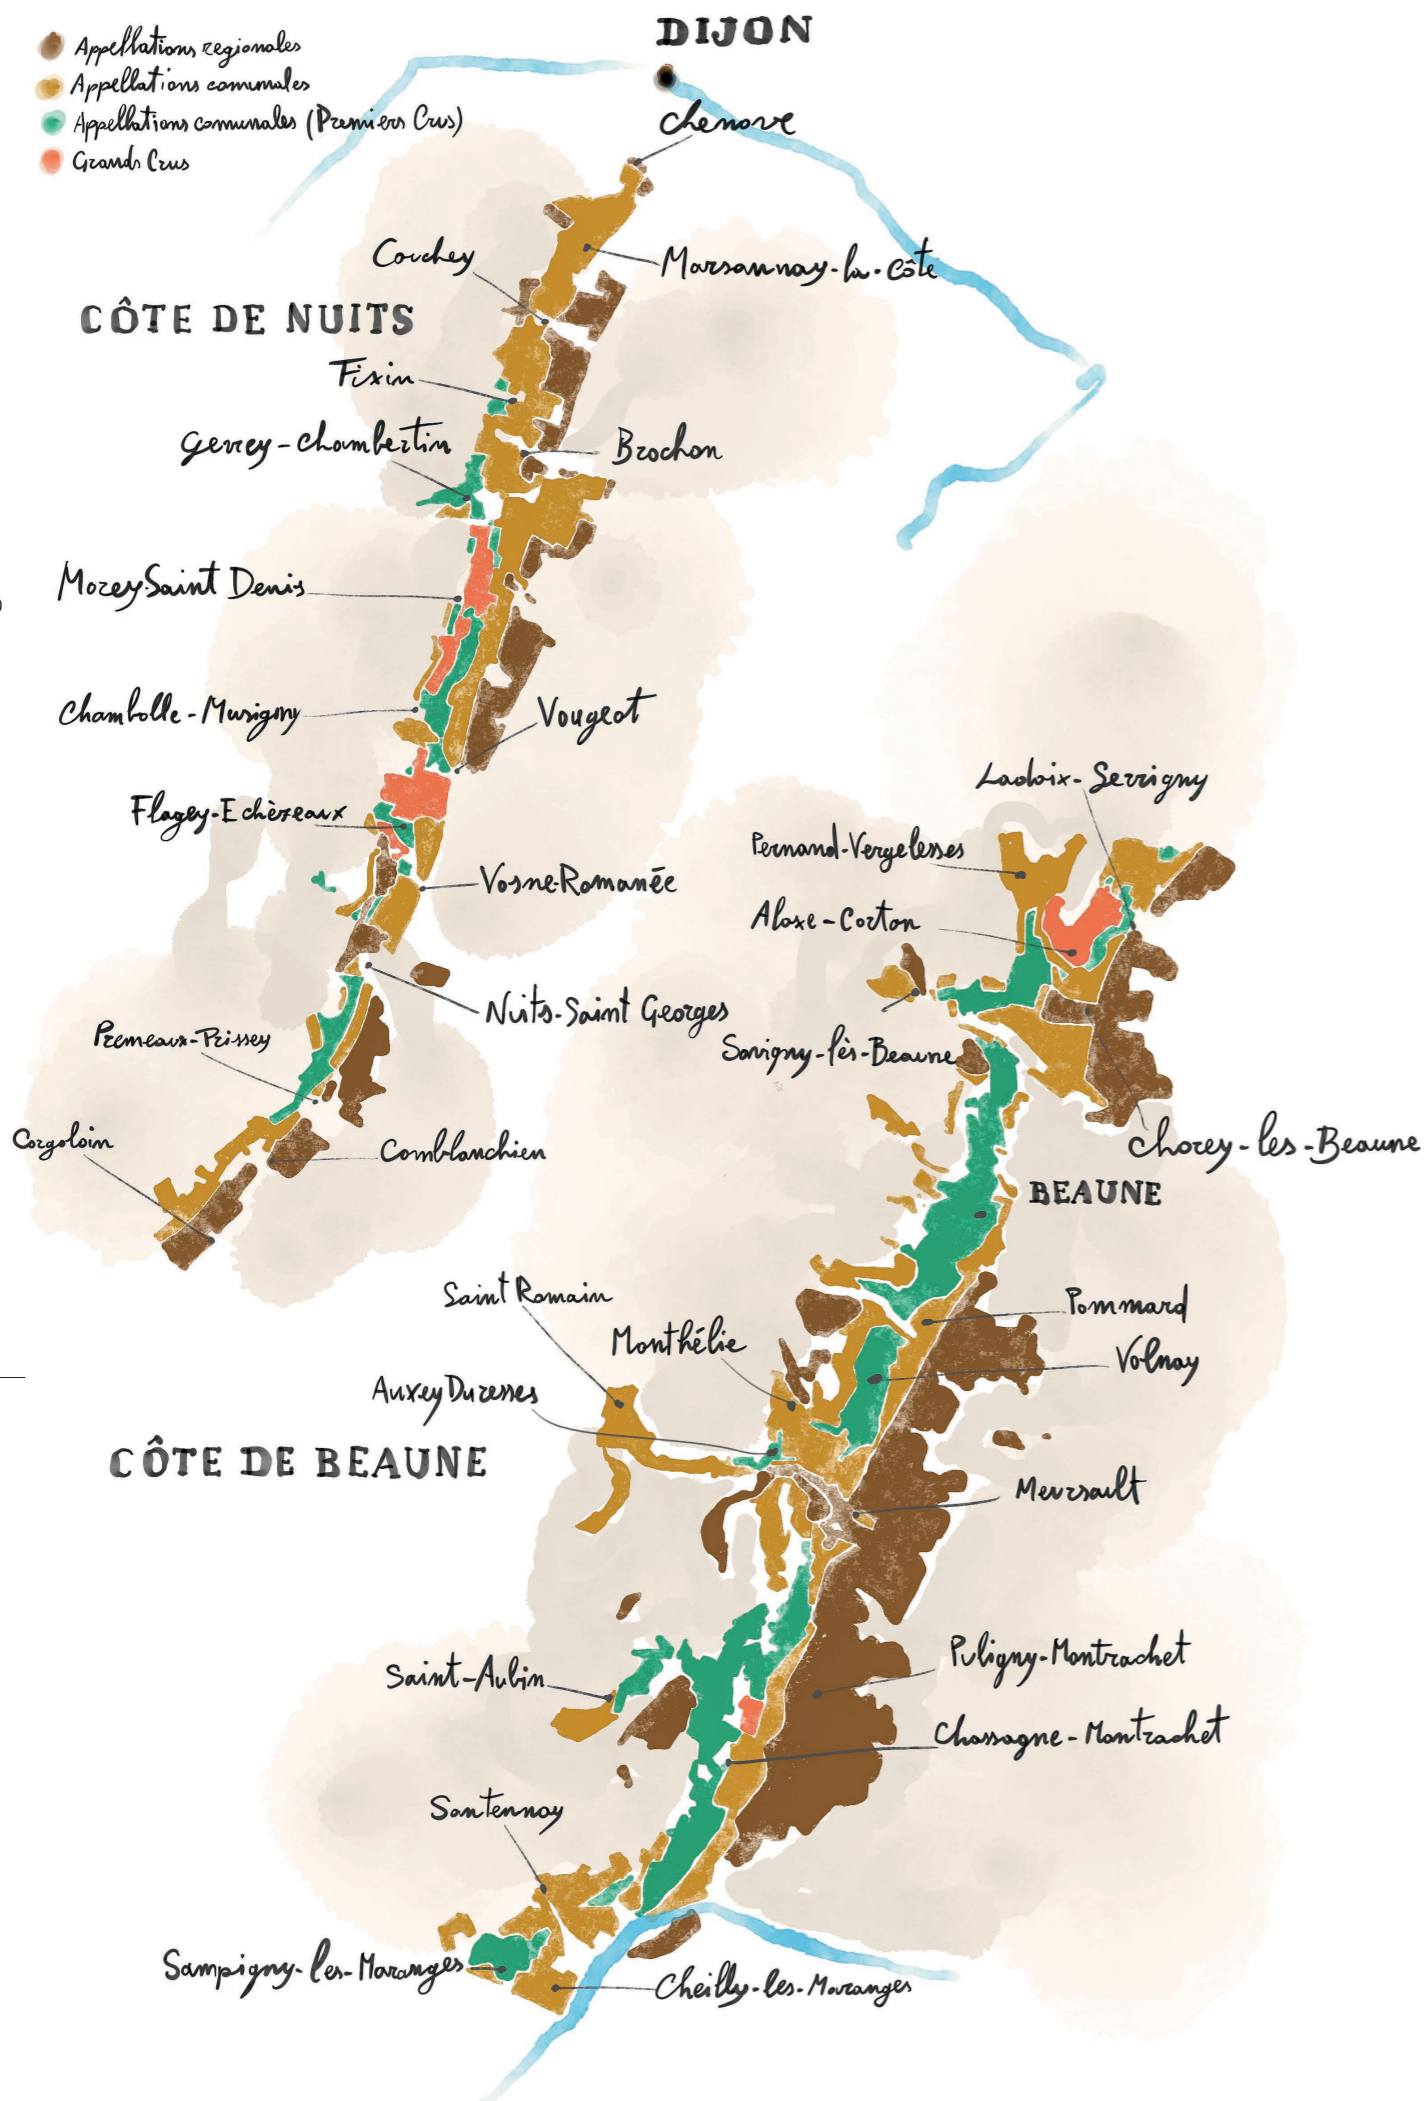 DIJON
Appellations regionales
Appellations comunales
Appellations comunales (Premiers Crus)
Grands Crus
Chenove
Couchey
Marsannay-la-Côte
CÔTE DE NUITS
Fixin
Gevrey-Chambertin
Brochon
Morey-Saint Denis
Chambolle-Musigny
Vougeot
Flagey-Echèzeaux
Vosne-Romanée
Nuits-Saint Georges
Premeaux-Prissey
Corgoloin
Comblanchien
Ladoix-Serrigny
Pernand-Vergelesses
Aloxe-Corton
Savigny-lès-Beaune
Chorey-les-Beaune
BEAUNE
Saint Romain
Pommard
Monthélie
Volnay
Auxey Duresses
CÔTE DE BEAUNE
Meursault
Puligny-Montrachet
Saint-Aubin
Chassagne-Montrachet
Santennay
Sampigny-les-Maranges
Cheilly-les-Maranges